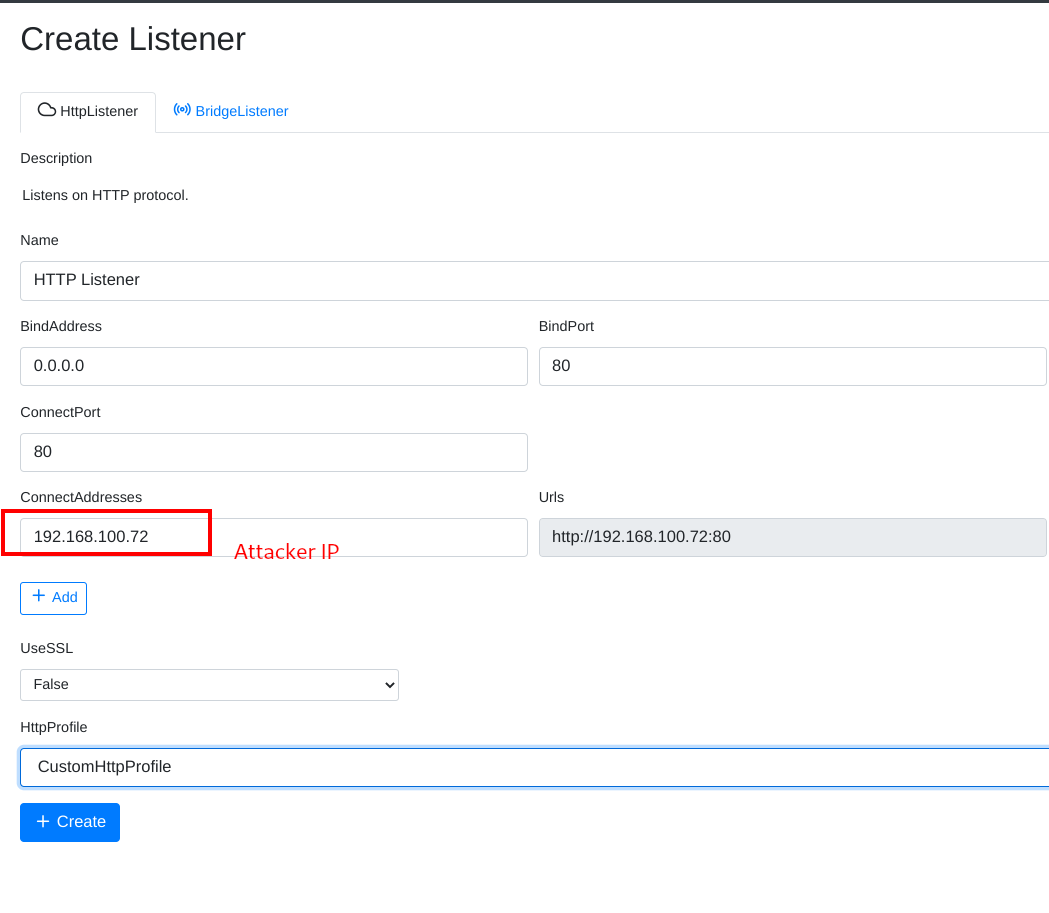 Create Listener
HttpListener
BridgeListener
Description
Listens on HTTP protocol.
Name
HTTP Listener
BindAddress
BindPort
0.0.0.0
80
ConnectPort
80
ConnectAddresses
Urls
192.168.100.72
http://192.168.100.72:80
Attacker IP
Add
UseSSL
False
HttpProfile
CustomHttpProfile
Create